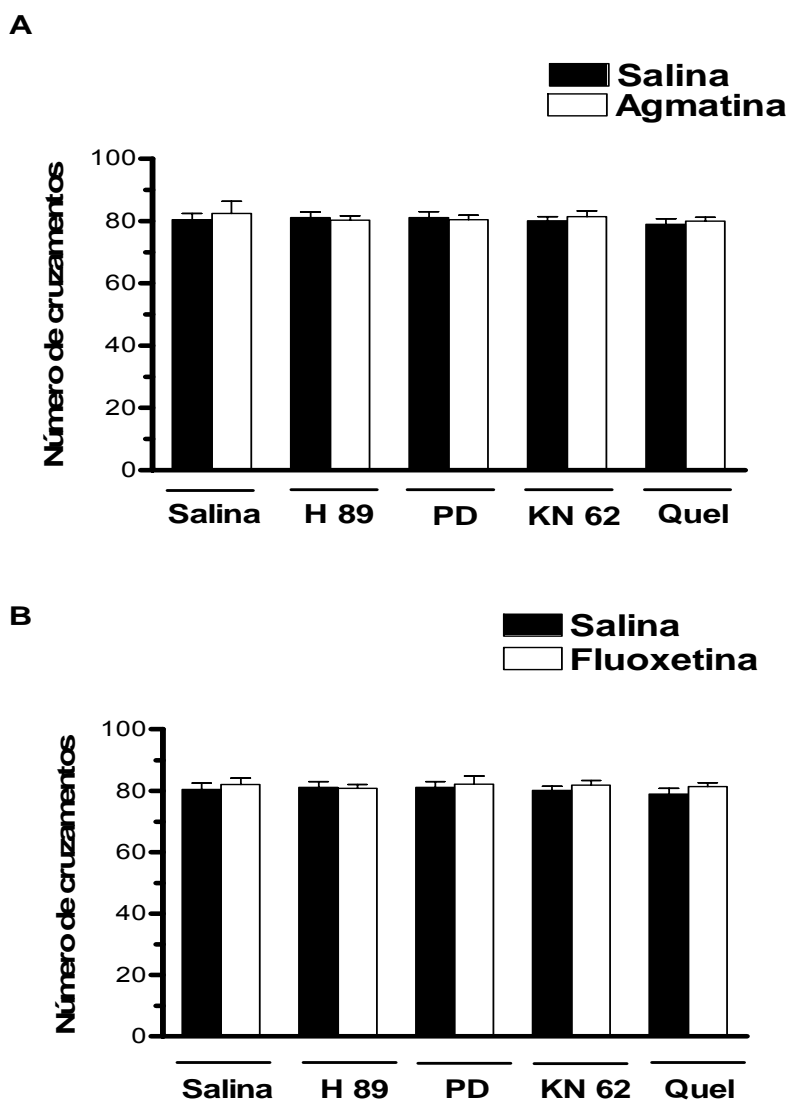 A
Salina
Agmatina
Número de cruzamentos
100
80
60
40
20
0
Salina H 89 PD KN 62 Quel
B
Salina
Fluoxetina
Número de cruzamentos
100
80
60
40
20
0
Salina H 89 PD KN 62 Quel